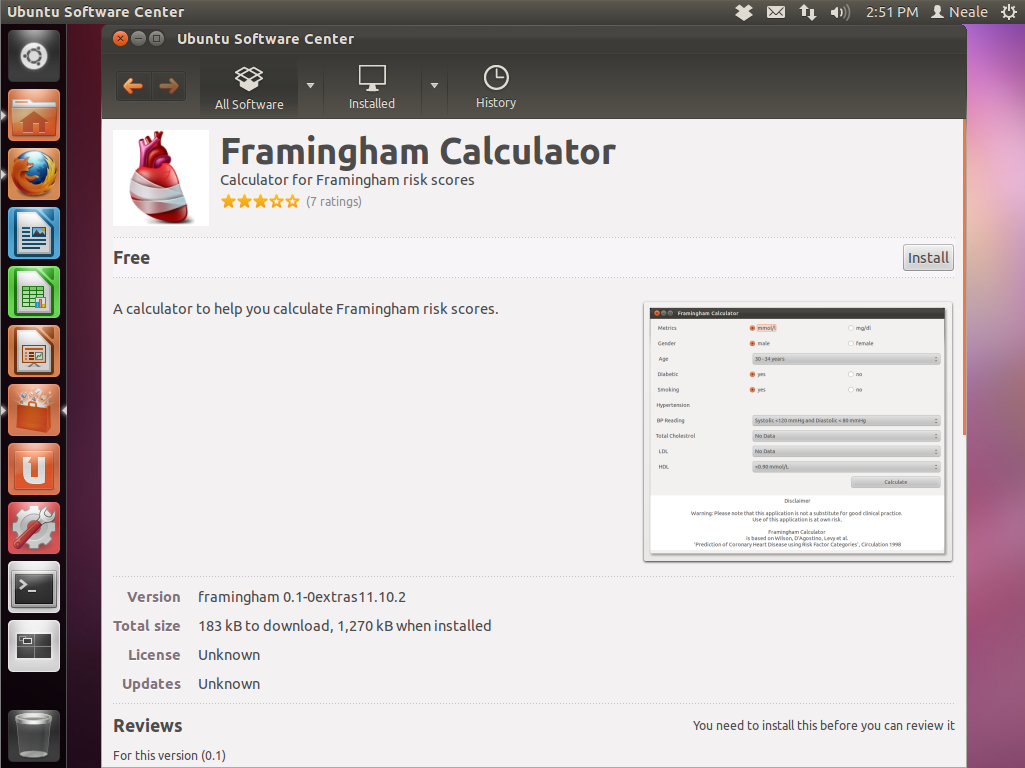 Ubuntu Software Center
2:51 PM Neale
Ubuntu Software Center
All Software
Installed
History
Framingham Calculator
Calculator for Framingham risk scores
(7 ratings)
Free
Install
A calculator to help you calculate Framingham risk scores.
Framingham Calculator
Metrics mmol/l mg/dl
Gender male female
Age 30 - 34 years
Diabetic yes no
Smoking yes no
Hypertension
BP Reading Systolic <120 mmHg and Diastolic < 80 mmHg
Total Cholestrol No Data
LDL No Data
HDL <0.90 mmol/L
Calculate
Disclaimer
Warning: Please note that this application is not a substitute for good clinical practice.
Use of this application is at own risk.
Framingham Calculator
is based on Wilson, D'Agostino, Levy et al.
'Prediction of Coronary Heart Disease using Risk Factor Categories', Circulation 1998
Version framingham 0.1-0extras11.10.2
Total size 183 kB to download, 1,270 kB when installed
License Unknown
Updates Unknown
Reviews
You need to install this before you can review it
For this version (0.1)